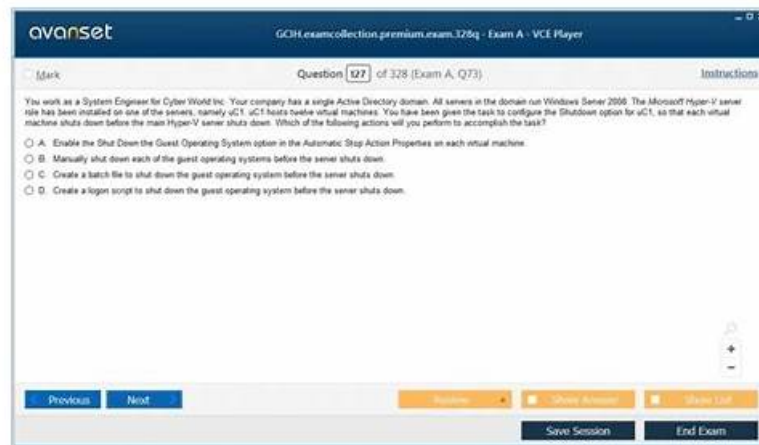 avanset
GCIH.examcollection.premium.exam.328q - Exam A - VCE Player
Mark
Question 127 of 328 (Exam A, Q73)
Instructions
You work as a System Engineer for Cyber World Inc. Your company has a single Active Directory domain. All servers in the domain run Windows Server 2008. The Microsoft Hyper-V server
role has been installed on one of the servers, namely uC1. uC1 hosts twelve virtual machines. You have been given the task to configure the Shutdown option for uC1, so that each virtual
machine shuts down before the main Hyper-V server shuts down. Which of the following actions will you perform to accomplish the task?
A. Enable the Shut Down the Guest Operating System option in the Automatic Stop Action Properties on each virtual machine.
B. Manually shut down each of the guest operating systems before the server shuts down.
C. Create a batch file to shut down the guest operating system before the server shuts down.
D. Create a logon script to shut down the guest operating system before the server shuts down.
Previous
Next
Review
Show Answer
Show List
Save Session
End Exam